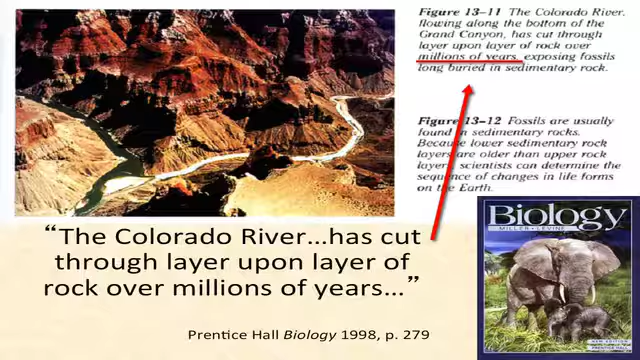 Figure 13–11 The Colorado River,
flowing along the bottom of the
Grand Canyon, has cut through
layer upon layer of rock over
millions of years, exposing fossils
long buried in sedimentary rock.
Figure 13–12 Fossils are usually
found in sedimentary rocks.
Because lower sedimentary rock
layers are older than upper rock
layers, scientists can determine the
sequence of changes in life forms
on the Earth.
“The Colorado River...has cut
through layer upon layer of
rock over millions of years...”
Prentice Hall Biology 1998, p. 279
Biology
MILLER • LEVINE
PRENTICE HALL